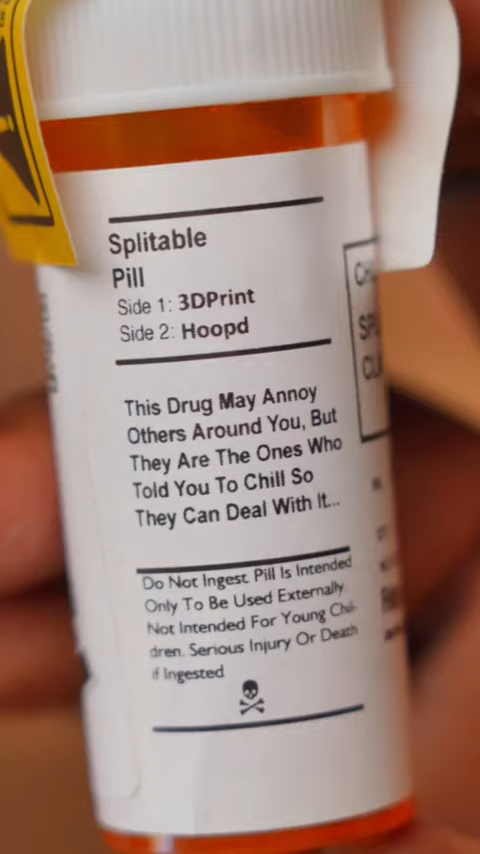 Splitable
Pill
Side 1: 3DPrint
Side 2: Hoopd
This Drug May Annoy
Others Around You, But
They Are The Ones Who
Told You To Chill So
They Can Deal With It...
Do Not Ingest. Pill Is Intended
Only To Be Used Externally
Not Intended For Young Chil-
dren. Serious Injury Or Death
if Ingested